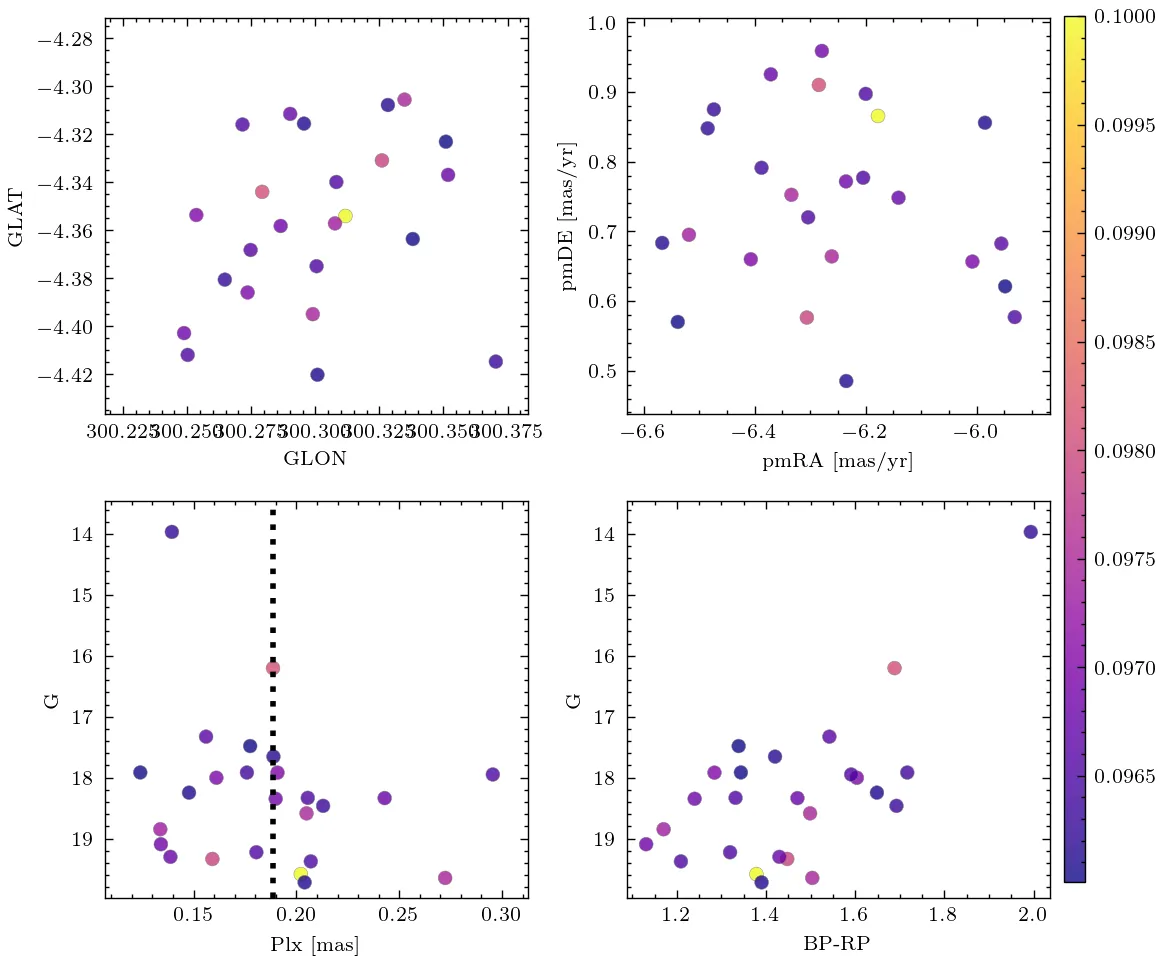 −4.28
−4.30
−4.32
−4.34
−4.36
−4.38
−4.40
−4.42
GLAT
300.225 300.250 300.275 300.300 300.325 300.350 300.375
GLON
1.0
0.9
0.8
0.7
0.6
0.5
pmDE [mas/yr]
−6.6 −6.4 −6.2 −6.0
pmRA [mas/yr]
0.1000
0.0995
0.0990
0.0985
0.0980
0.0975
0.0970
0.0965
14
15
16
17
18
19
G
0.15 0.20 0.25 0.30
Plx [mas]
14
15
16
17
18
19
G
1.2 1.4 1.6 1.8 2.0
BP-RP